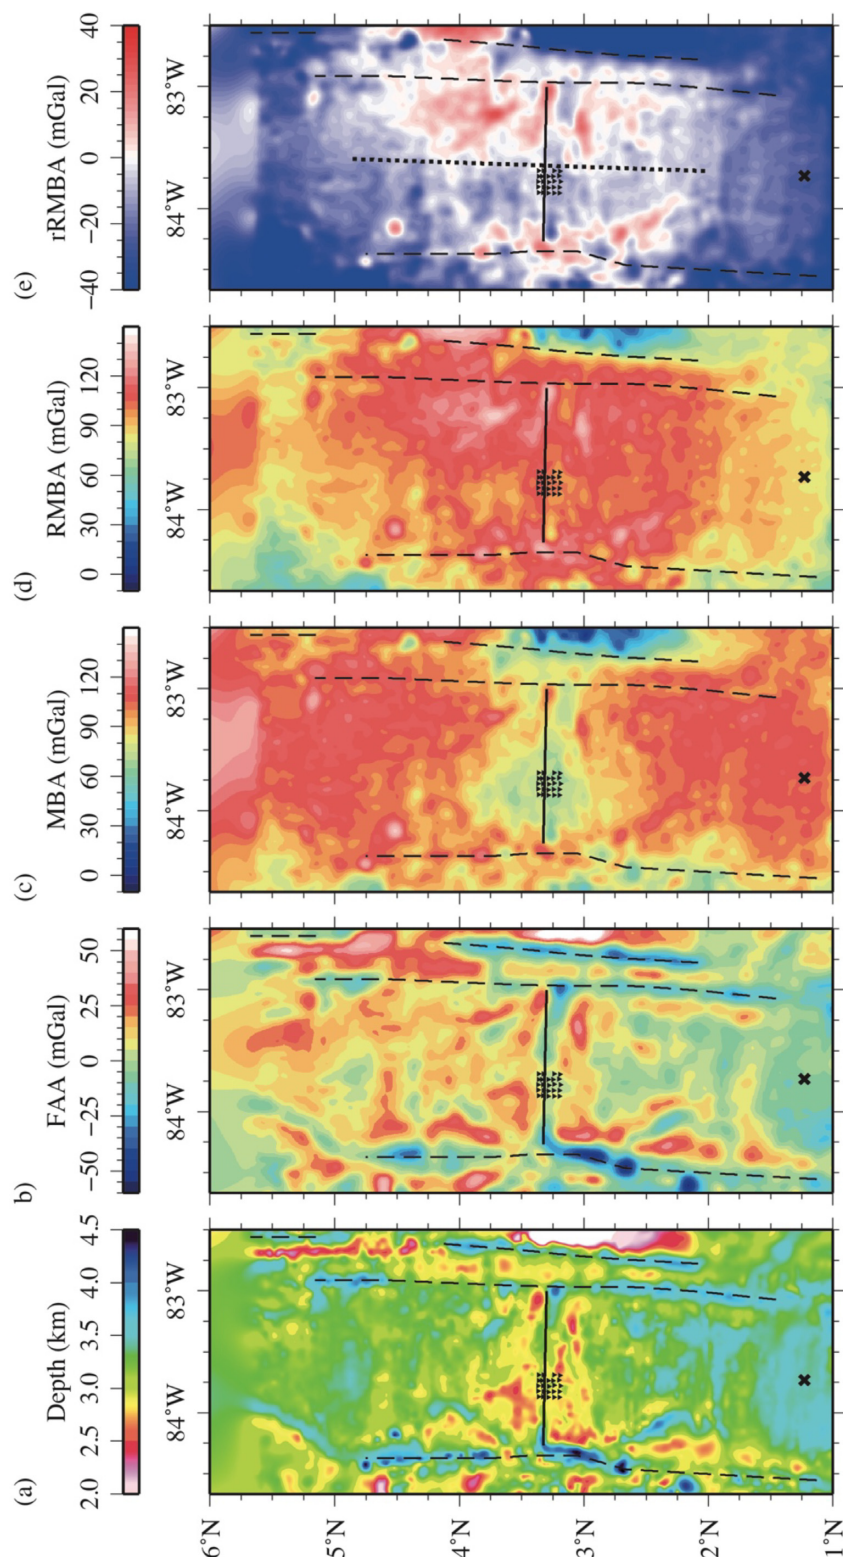 (a) b) (c) (d) (e)
Depth (km) FAA (mGal) MBA (mGal) RMBA (mGal) rRMBA (mGal)
2.0 2.5 3.0 3.5 4.0 4.5 −50 −25 0 25 50 0 30 60 90 120 0 30 60 90 120 −40 −20 0 20 40
84°W 83°W 84°W 83°W 84°W 83°W 84°W 83°W 84°W 83°W
6°N
5°N
4°N
3°N
2°N
1°N